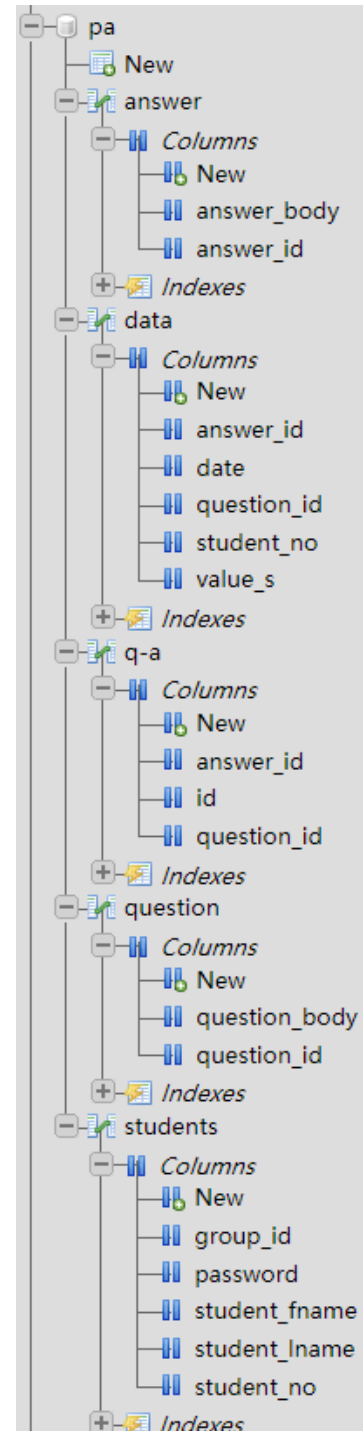 pa
New
answer
Columns
New
answer_body
answer_id
Indexes
data
Columns
New
answer_id
date
question_id
student_no
value_s
Indexes
q-a
Columns
New
answer_id
id
question_id
Indexes
question
Columns
New
question_body
question_id
Indexes
students
Columns
New
group_id
password
student_fname
student_lname
student_no
Indexes